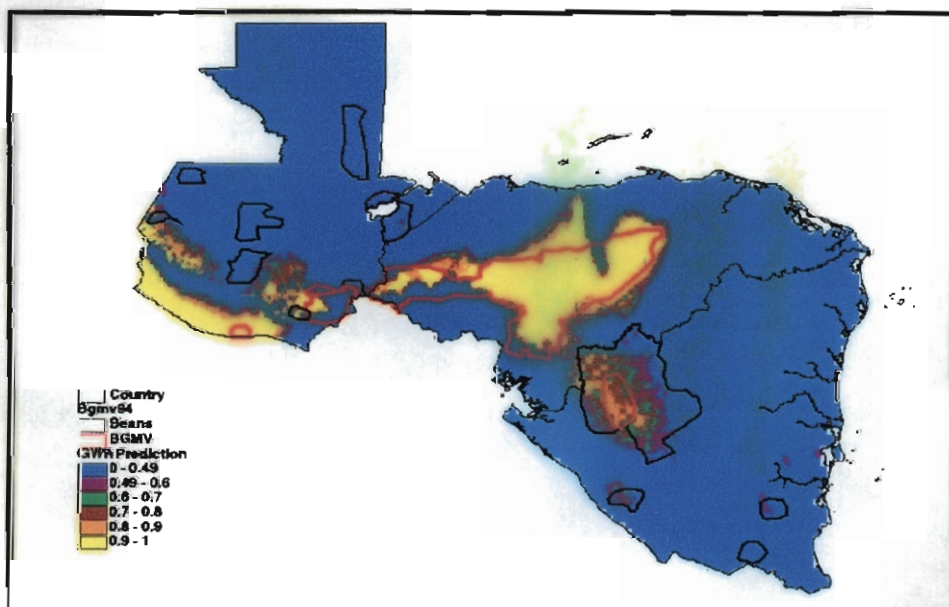 Country
Bgmv94
Beans
BGMV
GWR Prediction
0 - 0.49
0.49 - 0.6
0.6 - 0.7
0.7 - 0.8
0.8 - 0.9
0.9 - 1